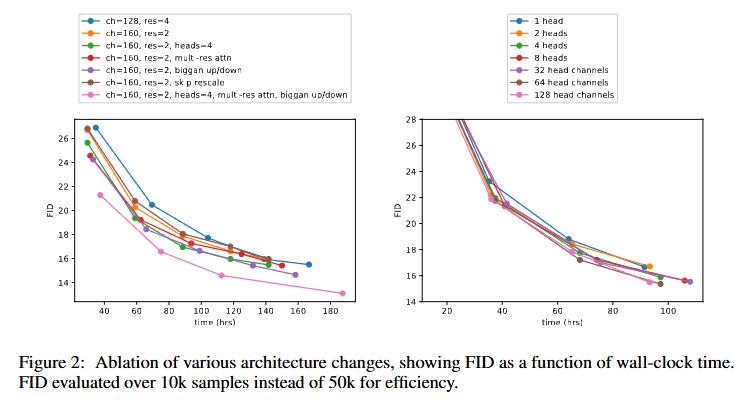 ch=128, res=4
ch=160, res=2
ch=160, res=2, heads=4
ch=160, res=2, mult -res attn
ch=160, res=2, biggan up/down
ch=160, res=2, sk p rescale
ch=160, res=2, heads=4, mult -res attn, biggan up/down
26
24
22
20
18
16
14
FID
40 60 80 100 120 140 160 180
time (hrs)
1 head
2 heads
4 heads
8 heads
32 head channels
64 head channels
128 head channels
28
26
24
22
20
18
16
14
FID
20 40 60 80 100
time (hrs)
Figure 2: Ablation of various architecture changes, showing FID as a function of wall-clock time.
FID evaluated over 10k samples instead of 50k for efficiency.